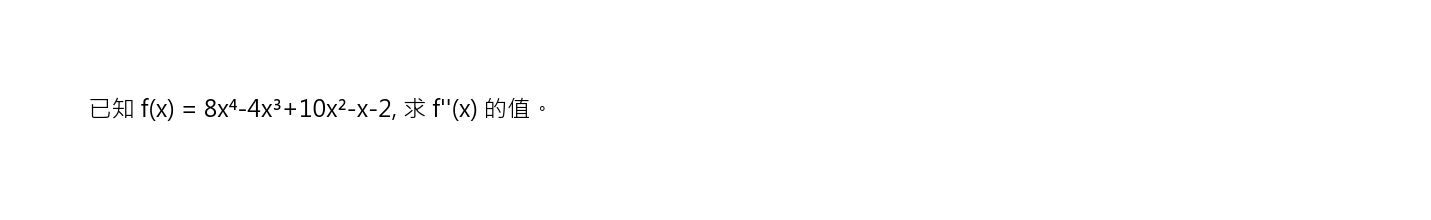 已知 f(x) = 8x⁴-4x³+10x²-x-2, 求 f''(x) 的值。